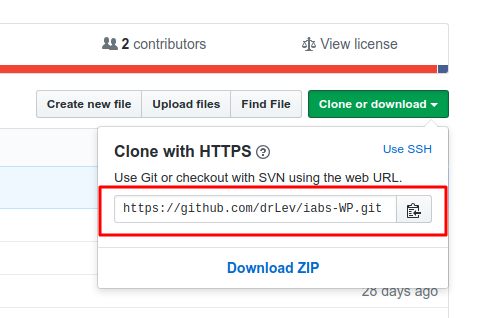 2 contributors View license
Create new file Upload files Find File Clone or download
Clone with HTTPS ? Use SSH
Use Git or checkout with SVN using the web URL.
https://github.com/drLev/iabs-WP.git
Download ZIP
28 days ago